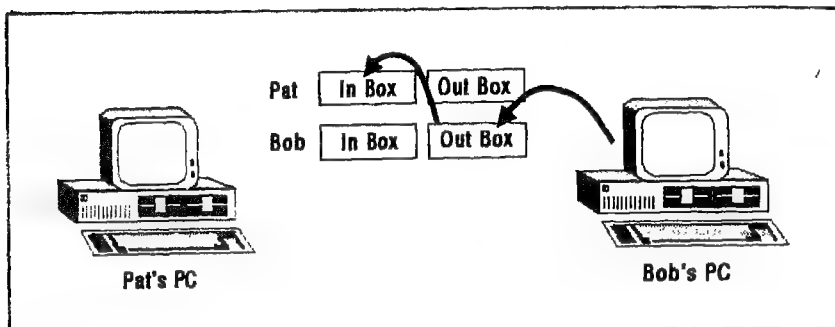 Pat In Box Out Box
Bob In Box Out Box
Pat's PC
Bob's PC